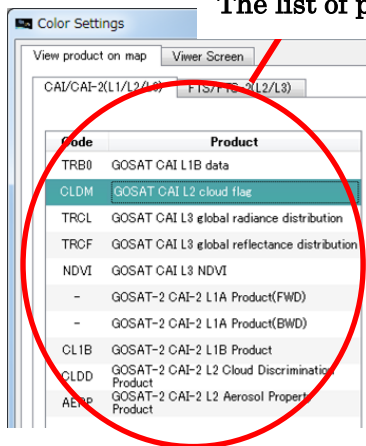 The list of p
Color Settings
View product on map Viwer Screen
CAI/CAI-2(L1/L2/L3) FTS/FTS-2(L2/L3)
Code Product
TRB0 GOSAT CAI L1B data
CLDM GOSAT CAI L2 cloud flag
TRCL GOSAT CAI L3 global radiance distribution
TRCF GOSAT CAI L3 global reflectance distribution
NDVI GOSAT CAI L3 NDVI
- GOSAT-2 CAI-2 L1A Product(FWD)
- GOSAT-2 CAI-2 L1A Product(BWD)
CL1B GOSAT-2 CAI-2 L1B Product
CLDD GOSAT-2 CAI-2 L2 Cloud Discrimination
Product
AERP GOSAT-2 CAI-2 L2 Aerosol Property
Product